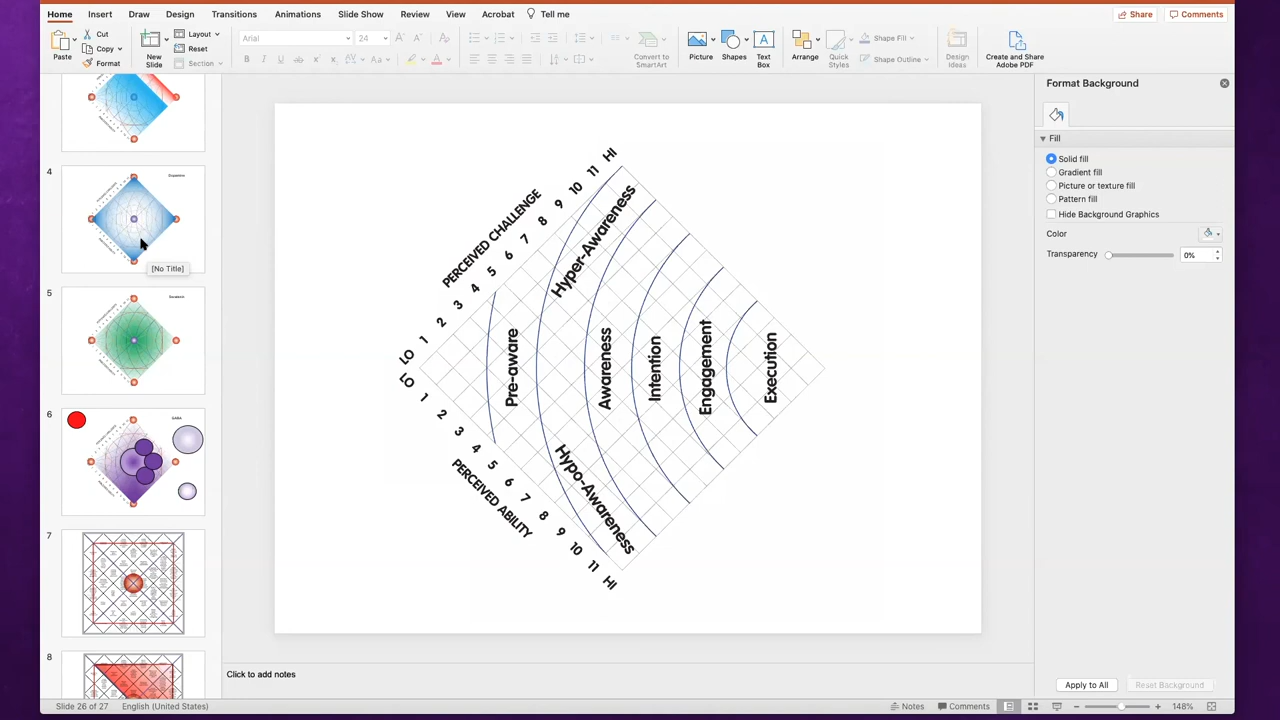 Home Insert Draw Design Transitions Animations Slide Show Review View Acrobat Tell me
Share Comments
Paste
Cut
Copy
Format
New
Slide
Layout
Reset
Section
Arial 24
Convert to
SmartArt
Picture
Shapes
Text
Box
Arrange
Quick
Styles
Shape Fill
Shape Outline
Design
Ideas
Create and Share
Adobe PDF
4
Dopamine
[No Title]
5
6
GABA
7
8
PERCEIVED CHALLENGE
LO 1 2 3 4 5 6 7 8 9 10 11 HI
Hyper-Awareness
Pre-aware
Awareness
Intention
Engagement
Execution
Hypo-Awareness
LO 1 2 3 4 5 6 7 8 9 10 11 HI
PERCEIVED ABILITY
Format Background
Fill
Solid fill
Gradient fill
Picture or texture fill
Pattern fill
Hide Background Graphics
Color
Transparency 0%
Apply to All Reset Background
Click to add notes
Slide 26 of 27 English (United States)
Notes Comments 148%